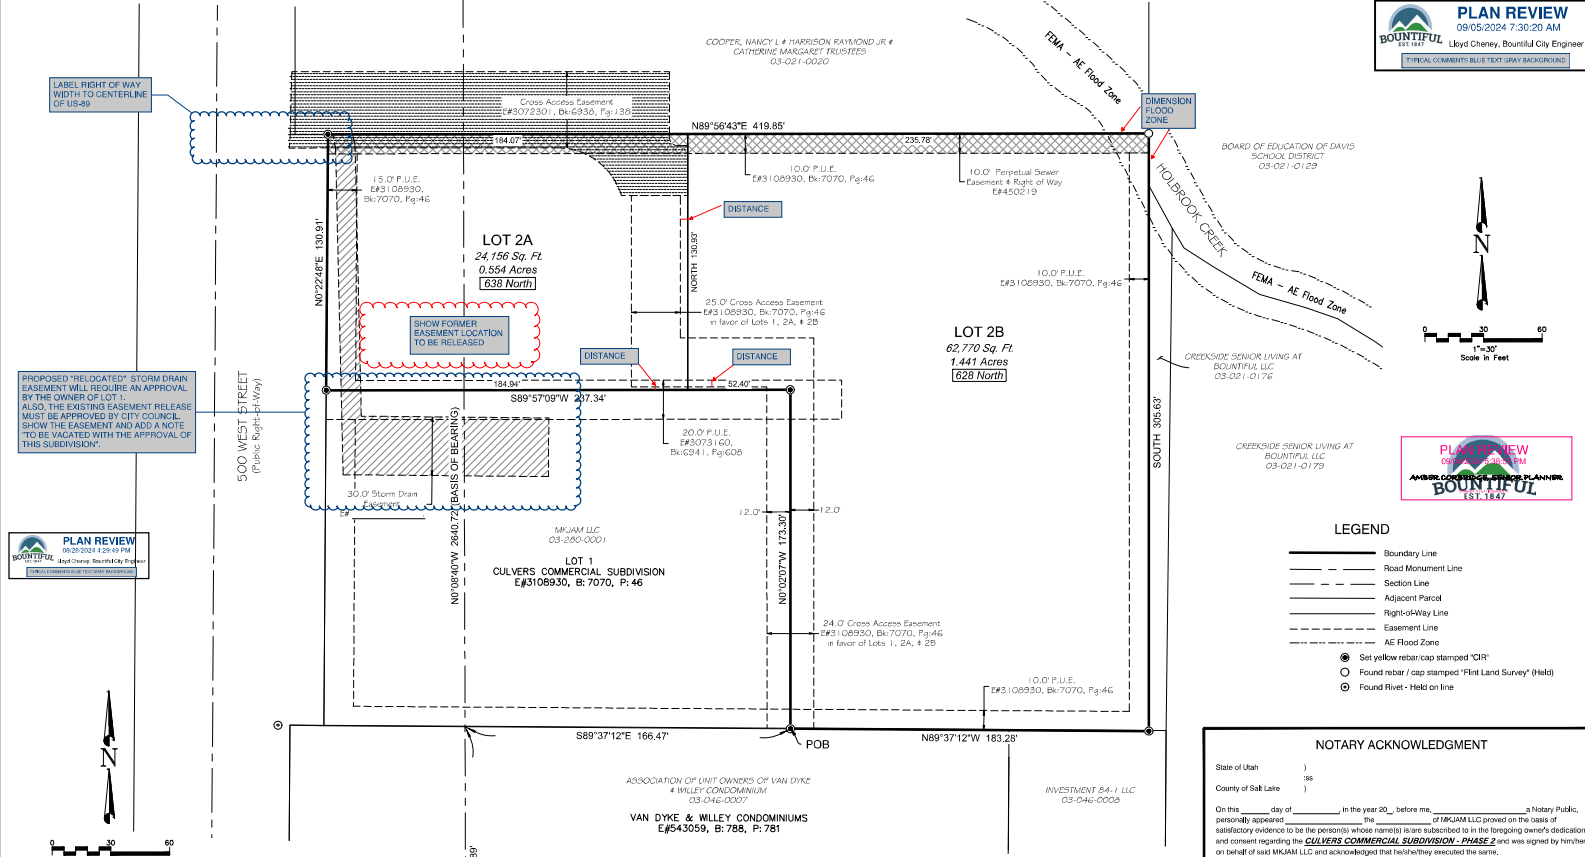 PLAN REVIEW
09/05/2024 7:30:20 AM
BOUNTIFUL
EST. 1847
Lloyd Cheney, Bountiful City Engineer
TYPICAL COMMENTS BLUE TEXT GRAY BACKGROUND
COOPER, NANCY L & HARRISON RAYMOND JR &
CATHERINE MARGARET TRUSTEES
03-021-0020
FEMA - AE Flood Zone
LABEL RIGHT OF WAY
WIDTH TO CENTERLINE
OF US-89
Cross Access Easement
E#3072301, Bk:6938, Pg:138
DIMENSION
FLOOD
ZONE
N89°56'43"E 419.85'
184.07'
235.78'
BOARD OF EDUCATION OF DAVIS
SCHOOL DISTRICT
03-021-0129
15.0' P.U.E.
E#3108930,
Bk:7070, Pg:46
10.0' P.U.E.
E#3108930, Bk:7070, Pg:46
10.0' Perpetual Sewer
Easement & Right of Way
E#450219
HOLBROOK CREEK
DISTANCE
N0°22'48"E 130.91'
LOT 2A
24,156 Sq. Ft.
0.554 Acres
638 North
NORTH 130.93'
N
10.0' P.U.E.
E#3108930, Bk:7070, Pg:46
FEMA - AE Flood Zone
25.0' Cross Access Easement
E#3108930, Bk:7070, Pg:46
in favor of Lots 1, 2A, & 2B
SHOW FORMER
EASEMENT LOCATION
TO BE RELEASED
LOT 2B
62,770 Sq. Ft.
1.441 Acres
628 North
0 30 60
1"=30'
Scale in Feet
DISTANCE
DISTANCE
CREEKSIDE SENIOR LIVING AT
BOUNTIFUL LLC
03-021-0176
PROPOSED "RELOCATED" STORM DRAIN
EASEMENT WILL REQUIRE AN APPROVAL
BY THE OWNER OF LOT 1.
ALSO, THE EXISTING EASEMENT RELEASE
MUST BE APPROVED BY CITY COUNCIL.
SHOW THE EASEMENT AND ADD A NOTE
"TO BE VACATED WITH THE APPROVAL OF
THIS SUBDIVISION".
500 WEST STREET
(Public Right-of-Way)
184.94'
52.40'
S89°57'09"W 237.34'
20.0' P.U.E.
E#3073160,
Bk:6941, Pg:608
SOUTH 305.63'
CREEKSIDE SENIOR LIVING AT
BOUNTIFUL LLC
03-021-0179
PLAN REVIEW
AMBER CORBRIDGE, SENIOR PLANNER
BOUNTIFUL
EST. 1847
30.0' Storm Drain
Easement
E#
N0°08'40"W 2640.72' (BASIS OF BEARING)
12.0'
12.0'
N0°02'07"W 173.30'
MKJAM LLC
03-280-0001
LOT 1
CULVERS COMMERCIAL SUBDIVISION
E#3108930, B: 7070, P: 46
PLAN REVIEW
08/28/2024 4:29:49 PM
BOUNTIFUL
EST. 1847
Lloyd Cheney, Bountiful City Engineer
TYPICAL COMMENTS BLUE TEXT GRAY BACKGROUND
24.0' Cross Access Easement
E#3108930, Bk:7070, Pg:46
in favor of Lots 1, 2A, & 2B
LEGEND
Boundary Line
Road Monument Line
Section Line
Adjacent Parcel
Right-of-Way Line
Easement Line
AE Flood Zone
Set yellow rebar/cap stamped "CIR"
Found rebar / cap stamped "Flint Land Survey" (Held)
Found Rivet - Held on line
10.0' P.U.E.
E#3108930, Bk:7070, Pg:46
N
S89°37'12"E 166.47'
POB
N89°37'12"W 183.28'
ASSOCIATION OF UNIT OWNERS OF VAN DYKE
& WILLEY CONDOMINIUM
03-046-0007
VAN DYKE & WILLEY CONDOMINIUMS
E#543059, B: 788, P: 781
INVESTMENT 84-1 LLC
03-046-0008
0 30 60
89'
NOTARY ACKNOWLEDGMENT
State of Utah )
:ss
County of Salt Lake )
On this ______ day of __________, in the year 20__, before me, ____________________ a Notary Public,
personally appeared ________________ the __________ of MKJAM LLC proved on the basis of
satisfactory evidence to be the person(s) whose name(s) is/are subscribed to in the foregoing owner's dedication
and consent regarding the CULVERS COMMERCIAL SUBDIVISION - PHASE 2 and was signed by him/her
on behalf of said MKJAM LLC and acknowledged that he/she/they executed the same.